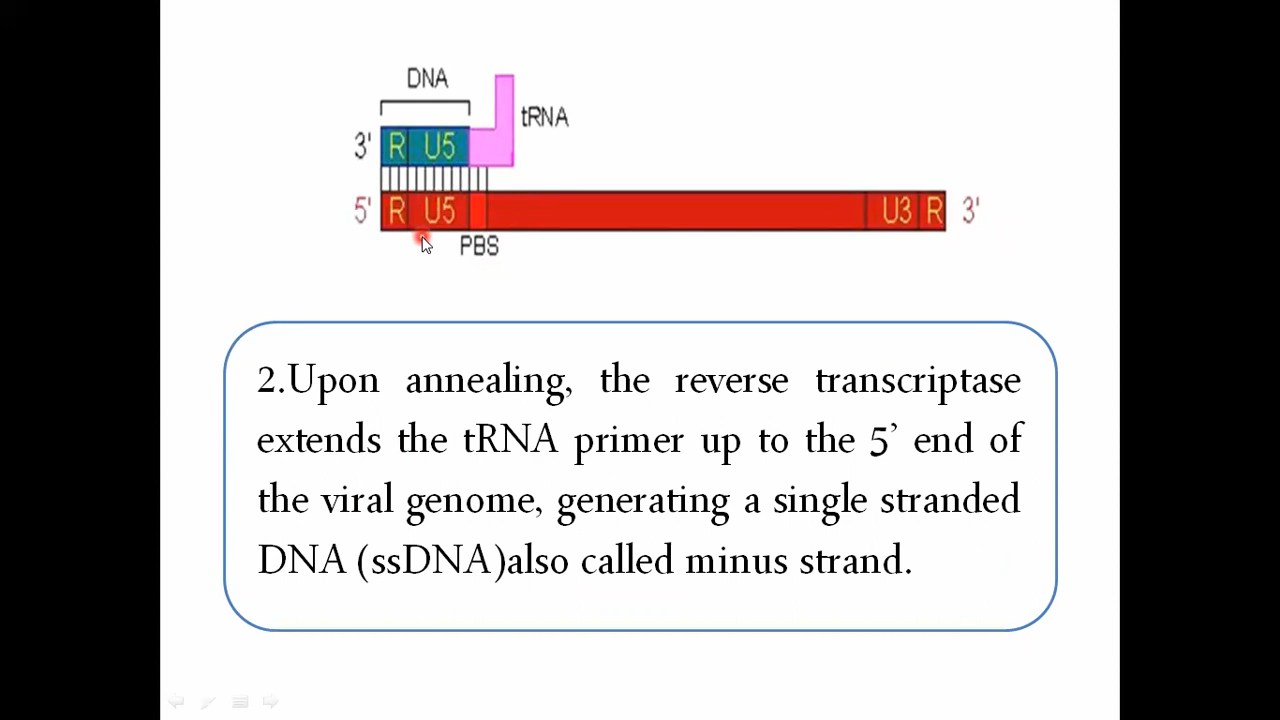 DNA
tRNA
3' R U5
5' R U5 U3 R 3'
PBS
2.Upon annealing, the reverse transcriptase
extends the tRNA primer up to the 5’ end of
the viral genome, generating a single stranded
DNA (ssDNA)also called minus strand.